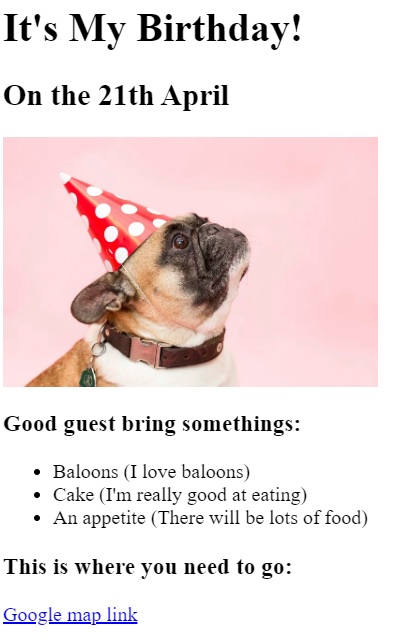 It's My Birthday!
On the 21th April
Good guest bring somethings:
Baloons (I love baloons)
Cake (I'm really good at eating)
An appetite (There will be lots of food)
This is where you need to go:
Google map link